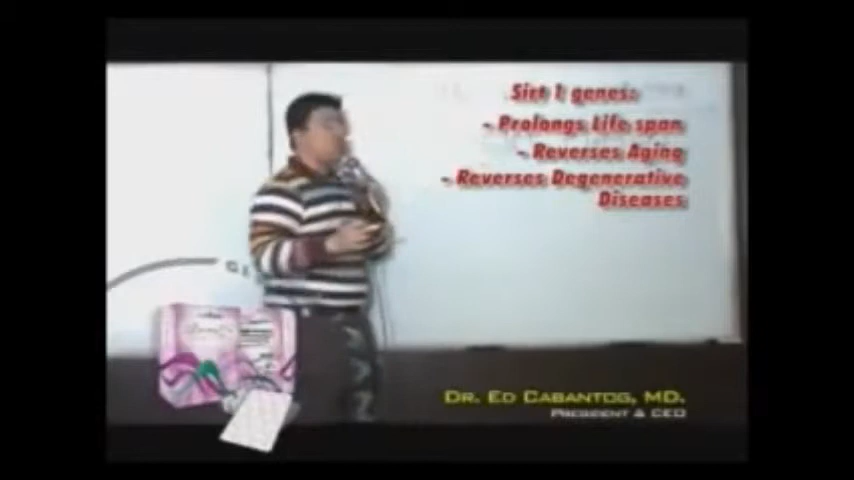 Sirt 1 genes:
- Prolongs Life span
- Reverses Aging
- Reverses Degenerative
Diseases
DR. ED CABANTOG, MD.
PRESIDENT & CEO